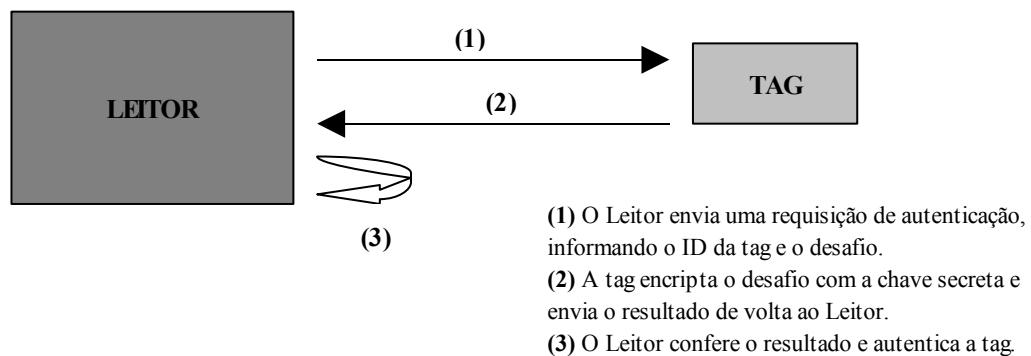 (1)
LEITOR
TAG
(2)
(3)
(1) O Leitor envia uma requisição de autenticação,
informando o ID da tag e o desafio.
(2) A tag encripta o desafio com a chave secreta e
envia o resultado de volta ao Leitor.
(3) O Leitor confere o resultado e autentica a tag.